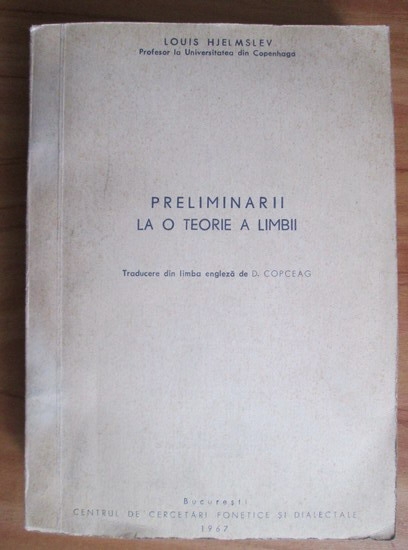 LOUIS HJELMSLEV
Profesor la Universitatea din Copenhaga
PRELIMINARII
LA O TEORIE A LIMBII
Traducere din limba engleză de D. COPCEAG
București
CENTRUL DE CERCETARI FONETICE ȘI DIALECTALE
1967